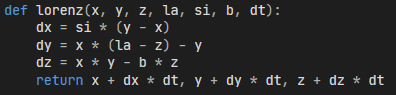 def lorenz(x, y, z, la, si, b, dt):
    dx = si * (y - x)
    dy = x * (la - z) - y
    dz = x * y - b * z
    return x + dx * dt, y + dy * dt, z + dz * dt